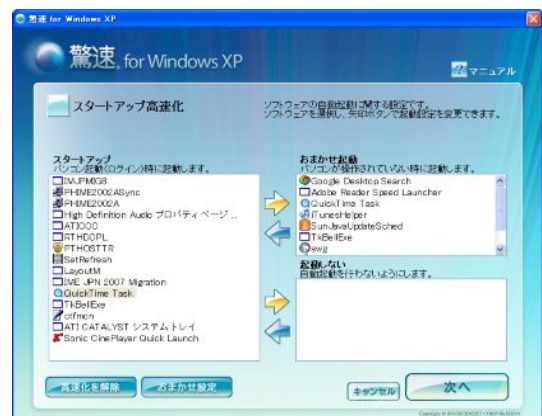 驚速 for Windows XP
驚速 for Windows XP
マニュアル
スタートアップ高速化
ソフトウェアの自動起動に関する設定です。
ソフトウェアを選択し、矢印ボタンで起動設定を変更できます。
スタートアップ
パソコン起動(ログイン)時に起動します。
IMJPMIG8
PHIME2002ASync
PHIME2002A
High Definition Audio プロパティ ページ ...
ATICCC
RTHDCPL
PTHOSTTR
SetRefresh
LayoutM
IME JPN 2007 Migration
QuickTime Task
TkBellExe
ctfmon
ATI CATALYST システムトレイ
Sonic CinePlayer Quick Launch
おまかせ起動
パソコンが操作されていない時に起動します。
Google Desktop Search
Adobe Reader Speed Launcher
QuickTime Task
iTunesHelper
SunJavaUpdateSched
TkBellExe
swg
起動しない
自動起動を行わないようにします。
高速化を解除
おまかせ設定
キャンセル
次へ
Copyright © SOURCENEXT CORPORATION